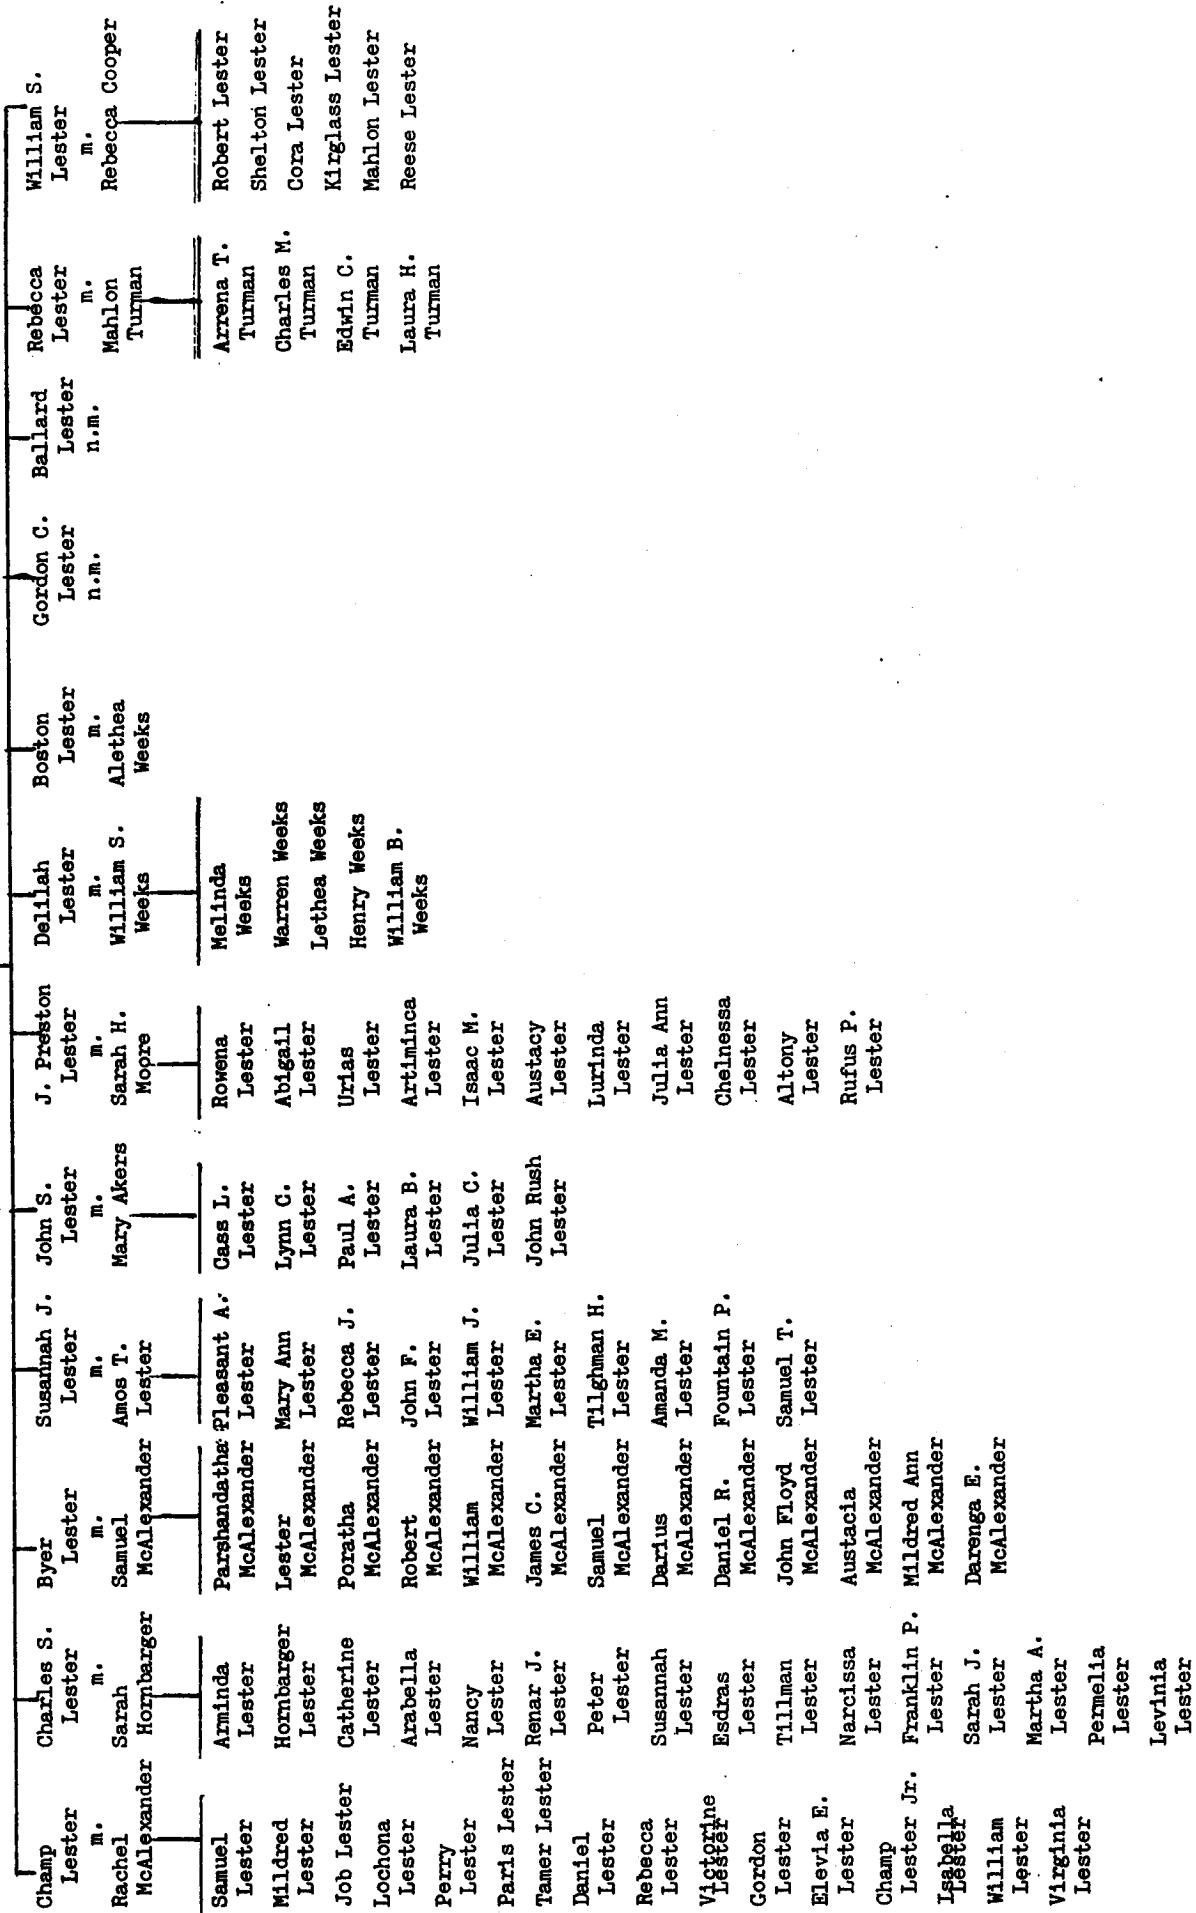 Champ
Lester
m.
Rachel
McAlexander
Samuel
Lester
Mildred
Lester
Job Lester
Lochona
Lester
Perry
Lester
Paris Lester
Tamer Lester
Daniel
Lester
Rebecca
Lester
Victorine
Lester
Gordon
Lester
Elevia E.
Lester
Champ
Lester Jr.
Isabella
Lester
William
Lester
Virginia
Lester
Charles S.
Lester
m.
Sarah
Hornbarger
Arminda
Lester
Hornbarger
Lester
Catherine
Lester
Arabella
Lester
Nancy
Lester
Renar J.
Lester
Peter
Lester
Susannah
Lester
Esdras
Lester
Tillman
Lester
Narcissa
Lester
Franklin P.
Lester
Sarah J.
Lester
Martha A.
Lester
Permelia
Lester
Levinia
Lester
Byer
Lester
m.
Samuel
McAlexander
Parshandatha
McAlexander
Lester
McAlexander
Poratha
McAlexander
Robert
McAlexander
William
McAlexander
James C.
McAlexander
Samuel
McAlexander
Darius
McAlexander
Daniel R.
McAlexander
John Floyd
McAlexander
Austacia
McAlexander
Mildred Ann
McAlexander
Darenga E.
McAlexander
Susannah J.
Lester
m.
Amos T.
Lester
Pleasant A.
Lester
Mary Ann
Lester
Rebecca J.
Lester
John F.
Lester
William J.
Lester
Martha E.
Lester
Tilghman H.
Lester
Amanda M.
Lester
Fountain P.
Lester
Samuel T.
Lester
John S.
Lester
m.
Mary Akers
Cass L.
Lester
Lynn C.
Lester
Paul A.
Lester
Laura B.
Lester
Julia C.
Lester
John Rush
Lester
J. Preston
Lester
m.
Sarah H.
Moore
Rowena
Lester
Abigail
Lester
Urias
Lester
Artiminca
Lester
Isaac M.
Lester
Austacy
Lester
Lurinda
Lester
Julia Ann
Lester
Chelnessa
Lester
Altony
Lester
Rufus P.
Lester
Delilah
Lester
m.
William S.
Weeks
Melinda
Weeks
Warren Weeks
Lethea Weeks
Henry Weeks
William B.
Weeks
Boston
Lester
m.
Alethea
Weeks
Gordon C.
Lester
n.m.
Ballard
Lester
n.m.
Rebecca
Lester
m.
Mahlon
Turman
Arrena T.
Turman
Charles M.
Turman
Edwin C.
Turman
Laura H.
Turman
William S.
Lester
m.
Rebecca Cooper
Robert Lester
Shelton Lester
Cora Lester
Kirglass Lester
Mahlon Lester
Reese Lester